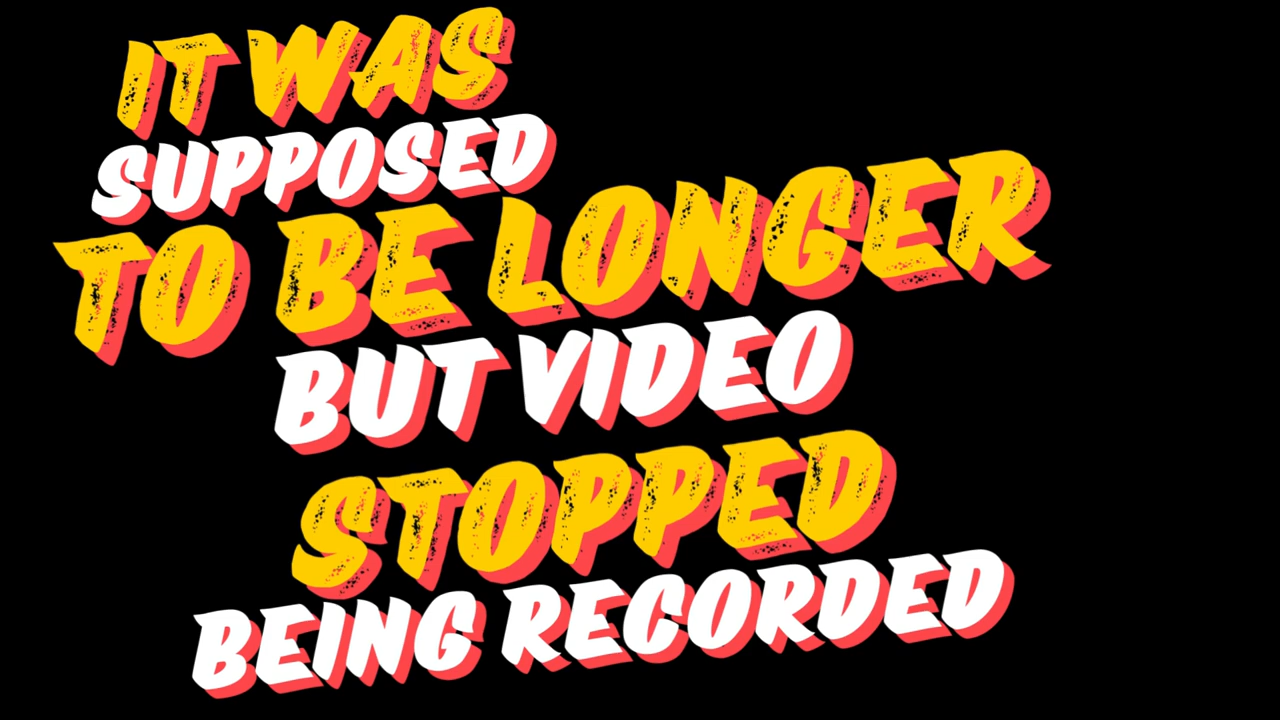 IT WAS
SUPPOSED
TO BE LONGER
BUT VIDEO
STOPPED
BEING RECORDED